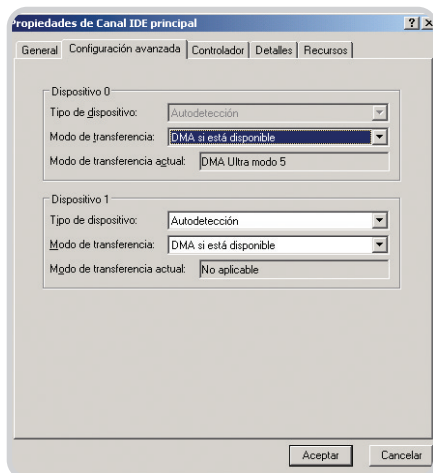 Propiedades de Canal IDE principal
General Configuración avanzada Controlador Detalles Recursos
Dispositivo 0
Tipo de dispositivo: Autodetección
Modo de transferencia: DMA si está disponible
Modo de transferencia actual: DMA Ultra modo 5
Dispositivo 1
Tipo de dispositivo: Autodetección
Modo de transferencia: DMA si está disponible
Modo de transferencia actual: No aplicable
Aceptar Cancelar